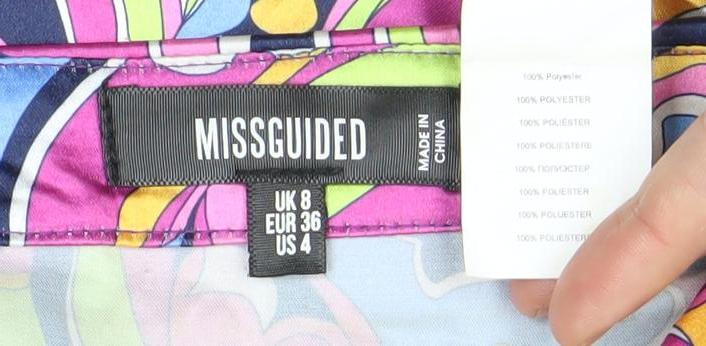 MISSGUIDED
MADE IN
CHINA
UK 8
EUR 36
US 4
100% Polyester
100% POLYESTER
100% POLIÉSTER
100% POLIESTERE
100% ПОЛИЭСТЕР
100% POLIESTER
100% POLYESTER
100% POLIESTER